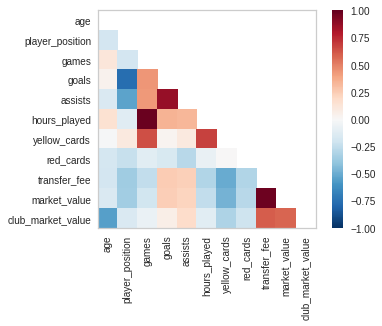 age
player_position
games
goals
assists
hours_played
yellow_cards
red_cards
transfer_fee
market_value
club_market_value
age
player_position
games
goals
assists
hours_played
yellow_cards
red_cards
transfer_fee
market_value
club_market_value
1.00
0.75
0.50
0.25
0.00
−0.25
−0.50
−0.75
−1.00